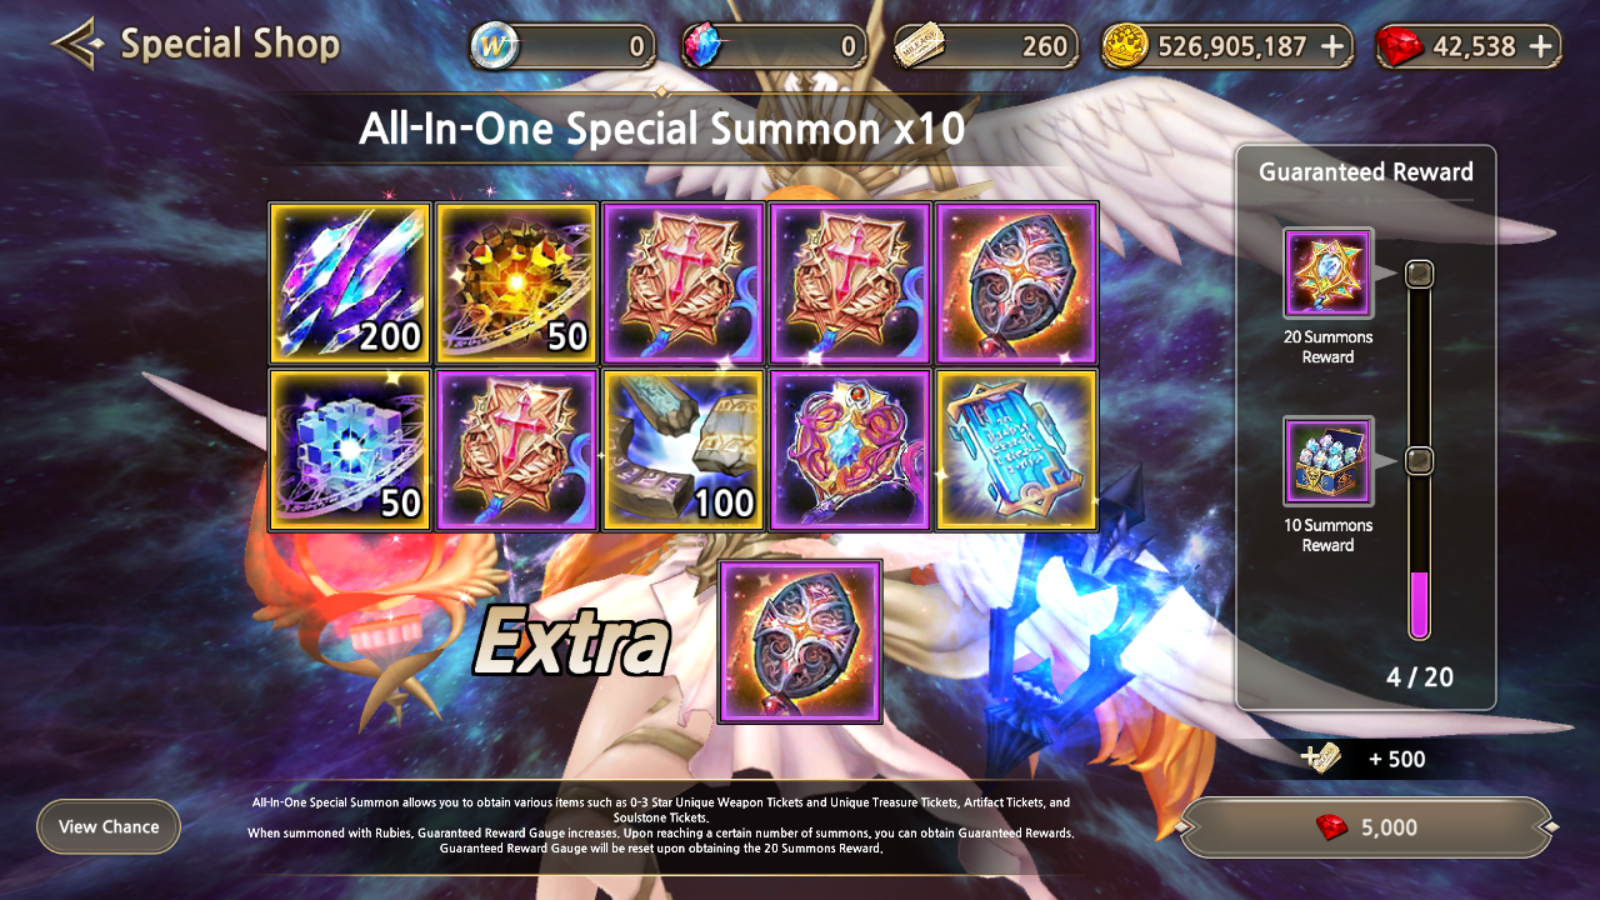 Special Shop
0
0
260
526,905,187 +
42,538 +
All-In-One Special Summon x10
200
50
50
100
Extra
Guaranteed Reward
20 Summons
Reward
10 Summons
Reward
4 / 20
+ 500
5,000
View Chance
All-In-One Special Summon allows you to obtain various items such as 0-3 Star Unique Weapon Tickets and Unique Treasure Tickets, Artifact Tickets, and
Soulstone Tickets.
When summoned with Rubies, Guaranteed Reward Gauge increases. Upon reaching a certain number of summons, you can obtain Guaranteed Rewards.
Guaranteed Reward Gauge will be reset upon obtaining the 20 Summons Reward.